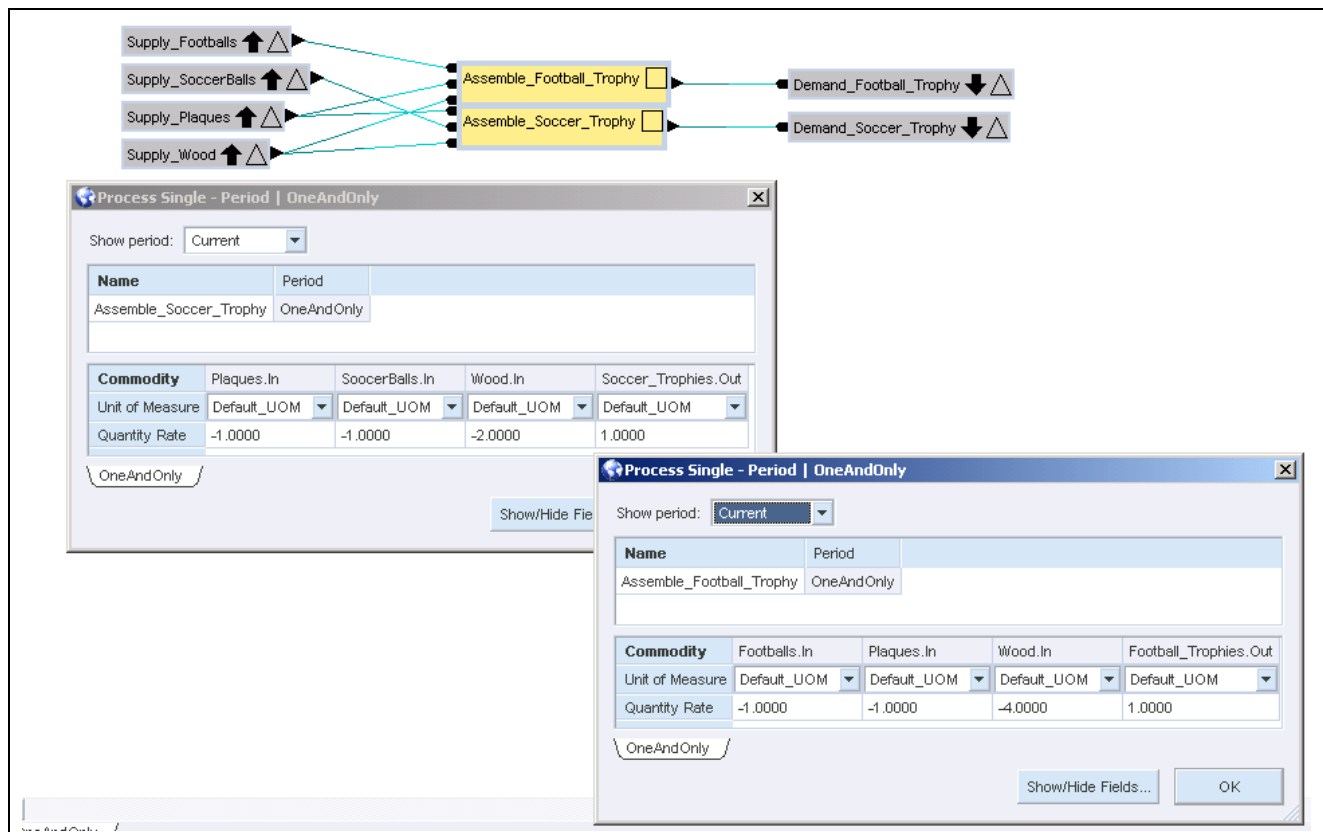 Supply_Footballs
Supply_SoccerBalls
Supply_Plaques
Supply_Wood
Assemble_Football_Trophy
Assemble_Soccer_Trophy
Demand_Football_Trophy
Demand_Soccer_Trophy
Process Single - Period | OneAndOnly
Show period: Current
Name Period
Assemble_Soccer_Trophy OneAndOnly
Commodity Plaques.In SoocerBalls.In Wood.In Soccer_Trophies.Out
Unit of Measure Default_UOM Default_UOM Default_UOM Default_UOM
Quantity Rate -1.0000 -1.0000 -2.0000 1.0000
OneAndOnly
Show/Hide Fie
Process Single - Period | OneAndOnly
Show period: Current
Name Period
Assemble_Football_Trophy OneAndOnly
Commodity Footballs.In Plaques.In Wood.In Football_Trophies.Out
Unit of Measure Default_UOM Default_UOM Default_UOM Default_UOM
Quantity Rate -1.0000 -1.0000 -4.0000 1.0000
OneAndOnly
Show/Hide Fields... OK